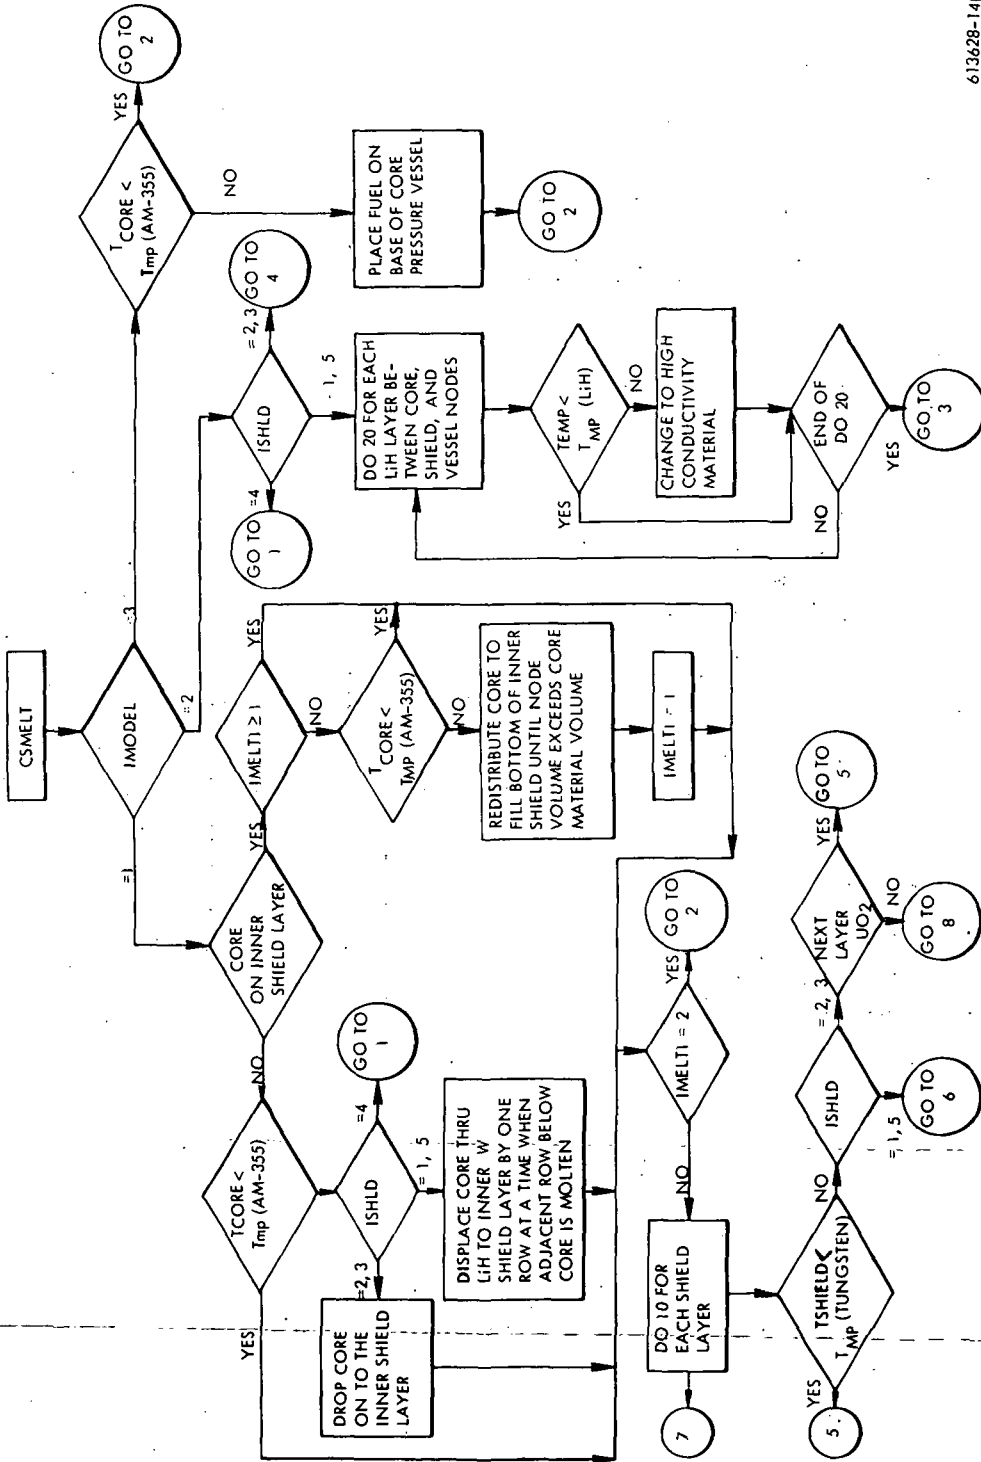 CSMELT
IMODEL
=1
=2
3
CORE
ON INNER
SHIELD LAYER
YES
NO
IMELT1 ≥ 1
YES
NO
TCORE <
TMP (AM-355)
YES
NO
REDISTRIBUTE CORE TO
FILL BOTTOM OF INNER
SHIELD UNTIL NODE
VOLUME EXCEEDS CORE
MATERIAL VOLUME
IMELT1 = 1
TCORE <
Tmp (AM-355)
YES
ISHLD
=4
GO TO
1
=2,3
= 1, 5
DROP CORE
ON TO THE
INNER SHIELD
LAYER
DISPLACE CORE THRU
LiH TO INNER W
SHIELD LAYER BY ONE
ROW AT A TIME WHEN
ADJACENT ROW BELOW
CORE IS MOLTEN
IMELT1 = 2
YES
GO TO
2
NO
DO 10 FOR
EACH SHIELD
LAYER
7
TSHIELD<
TMP (TUNGSTEN)
YES
5
NO
ISHLD
= 1, 5
GO TO
6
= 2, 3
NEXT
LAYER
UO2
YES
GO TO
5
NO
GO TO
8
ISHLD
=4
GO TO
1
= 2, 3
GO TO
4
1, 5
DO 20 FOR EACH
LiH LAYER BE-
TWEEN CORE,
SHIELD, AND
VESSEL NODES
TEMP<
TMP (LiH)
YES
NO
CHANGE TO HIGH
CONDUCTIVITY
MATERIAL
END OF
DO 20
NO
YES
GO TO
3
TCORE <
Tmp (AM-355)
YES
GO TO
2
NO
PLACE FUEL ON
BASE OF CORE
PRESSURE VESSEL
GO TO
2